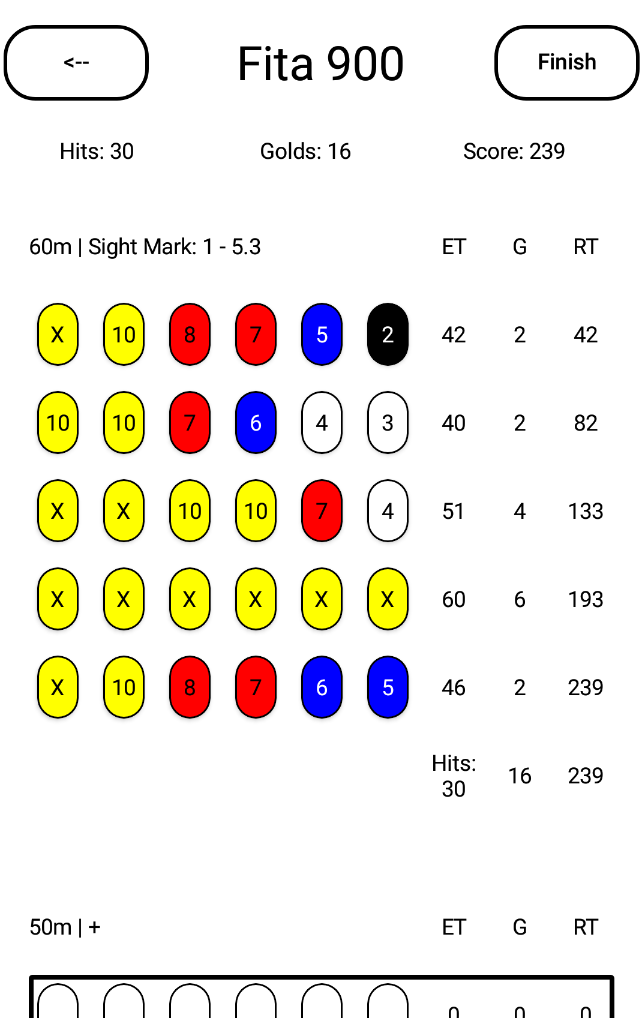 <-- Fita 900 Finish
Hits: 30 Golds: 16 Score: 239
60m | Sight Mark: 1 - 5.3 ET G RT
X 10 8 7 5 2 42 2 42
10 10 7 6 4 3 40 2 82
X X 10 10 7 4 51 4 133
X X X X X X 60 6 193
X 10 8 7 6 5 46 2 239
Hits:
30 16 239
50m | + ET G RT
0 0 0